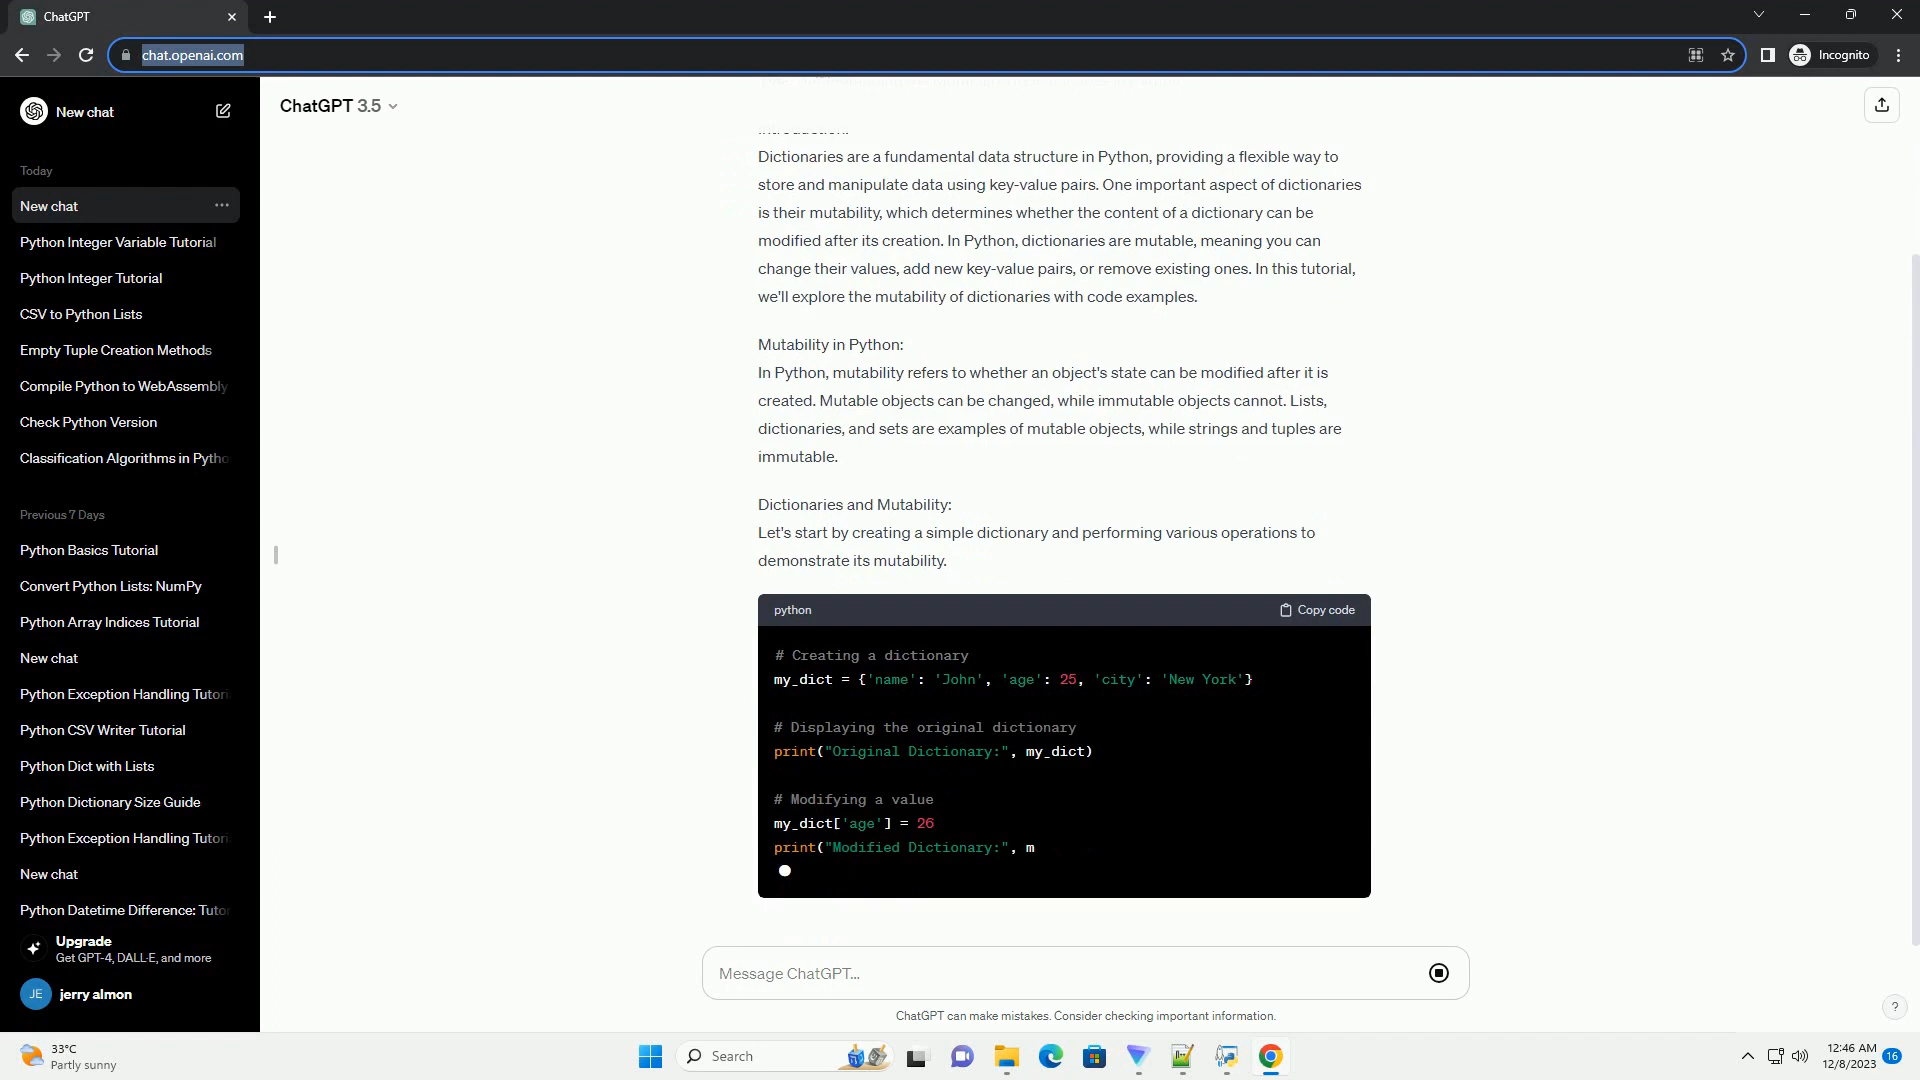 ChatGPT
chat.openai.com
Incognito
New chat
ChatGPT 3.5
Today
New chat
Python Integer Variable Tutorial
Python Integer Tutorial
CSV to Python Lists
Empty Tuple Creation Methods
Compile Python to WebAssembly
Check Python Version
Classification Algorithms in Pytho
Previous 7 Days
Python Basics Tutorial
Convert Python Lists: NumPy
Python Array Indices Tutorial
New chat
Python Exception Handling Tutori
Python CSV Writer Tutorial
Python Dict with Lists
Python Dictionary Size Guide
Python Exception Handling Tutori
New chat
Python Datetime Difference: Tutor
Upgrade
Get GPT-4, DALL·E, and more
JE
jerry almon
Introduction:
Dictionaries are a fundamental data structure in Python, providing a flexible way to
store and manipulate data using key-value pairs. One important aspect of dictionaries
is their mutability, which determines whether the content of a dictionary can be
modified after its creation. In Python, dictionaries are mutable, meaning you can
change their values, add new key-value pairs, or remove existing ones. In this tutorial,
we'll explore the mutability of dictionaries with code examples.
Mutability in Python:
In Python, mutability refers to whether an object's state can be modified after it is
created. Mutable objects can be changed, while immutable objects cannot. Lists,
dictionaries, and sets are examples of mutable objects, while strings and tuples are
immutable.
Dictionaries and Mutability:
Let's start by creating a simple dictionary and performing various operations to
demonstrate its mutability.
python
Copy code
# Creating a dictionary
my_dict = {'name': 'John', 'age': 25, 'city': 'New York'}
# Displaying the original dictionary
print("Original Dictionary:", my_dict)
# Modifying a value
my_dict['age'] = 26
print("Modified Dictionary:", m
Message ChatGPT...
ChatGPT can make mistakes. Consider checking important information.
?
33°C
Partly sunny
Search
12:46 AM
12/8/2023
16